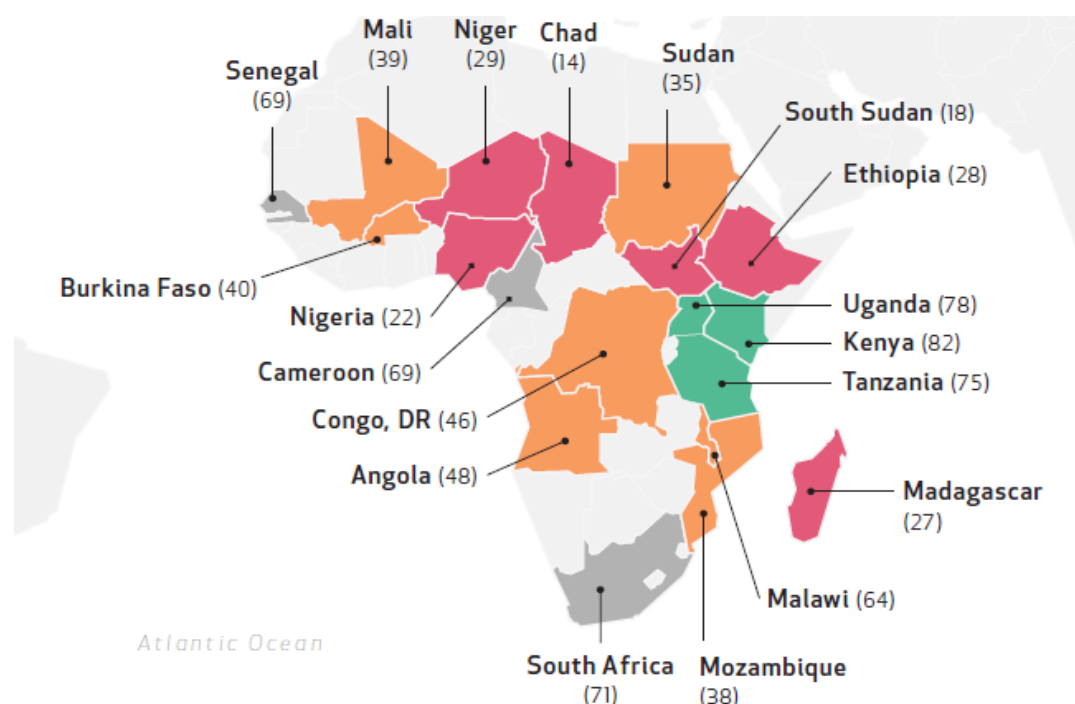 Mali
(39)
Niger
(29)
Chad
(14)
Sudan
(35)
Senegal
(69)
South Sudan (18)
Ethiopia (28)
Burkina Faso (40)
Nigeria (22)
Uganda (78)
Cameroon (69)
Kenya (82)
Tanzania (75)
Congo, DR (46)
Angola (48)
Madagascar
(27)
Malawi (64)
Atlantic Ocean
South Africa
(71)
Mozambique
(38)